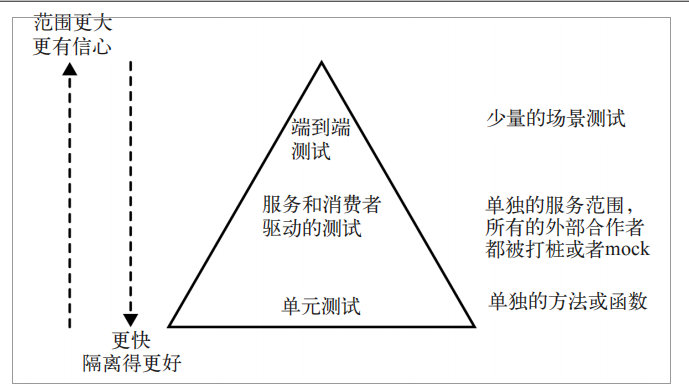 范围更大
更有信心
端到端
测试
少量的场景测试
服务和消费者
驱动的测试
单独的服务范围，
所有的外部合作者
都被打桩或者mock
单元测试
单独的方法或函数
更快
隔离得更好